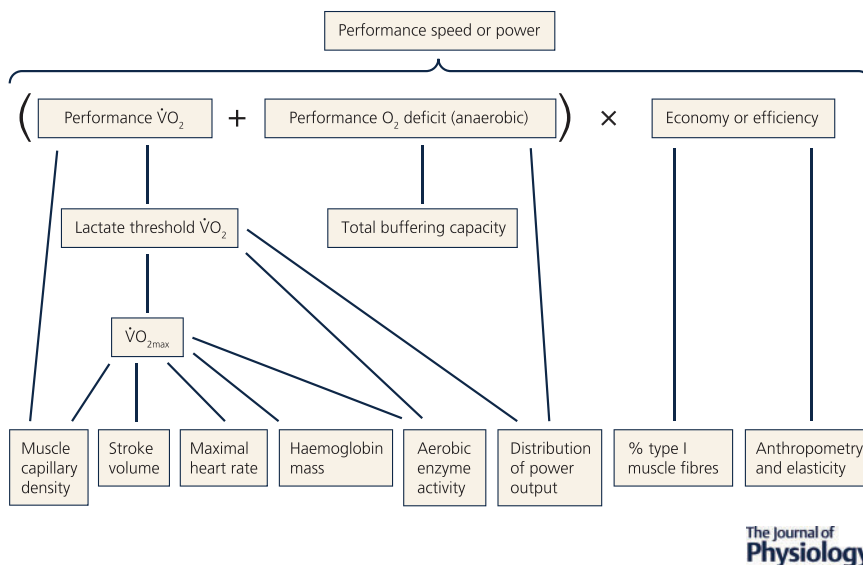 Performance speed or power
( Performance V̇O₂ + Performance O₂ deficit (anaerobic) ) × Economy or efficiency
Lactate threshold V̇O₂
Total buffering capacity
V̇O₂max
Muscle
capillary
density
Stroke
volume
Maximal
heart rate
Haemoglobin
mass
Aerobic
enzyme
activity
Distribution
of power
output
% type I
muscle fibres
Anthropometry
and elasticity
The Journal of
Physiology